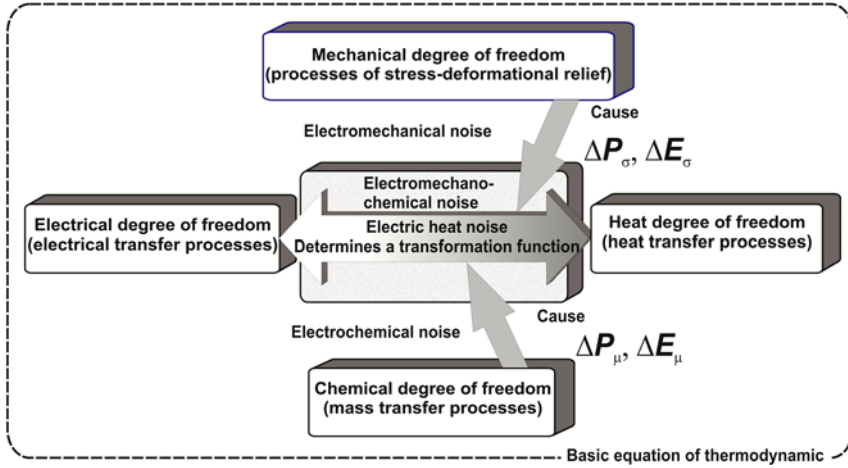 Mechanical degree of freedom
(processes of stress-deformational relief)
Cause
Electromechanical noise
ΔPσ, ΔEσ
Electromechano-
chemical noise
Electrical degree of freedom
(electrical transfer processes)
Electric heat noise
Determines a transformation function
Heat degree of freedom
(heat transfer processes)
Cause
Electrochemical noise
ΔPμ, ΔEμ
Chemical degree of freedom
(mass transfer processes)
Basic equation of thermodynamic